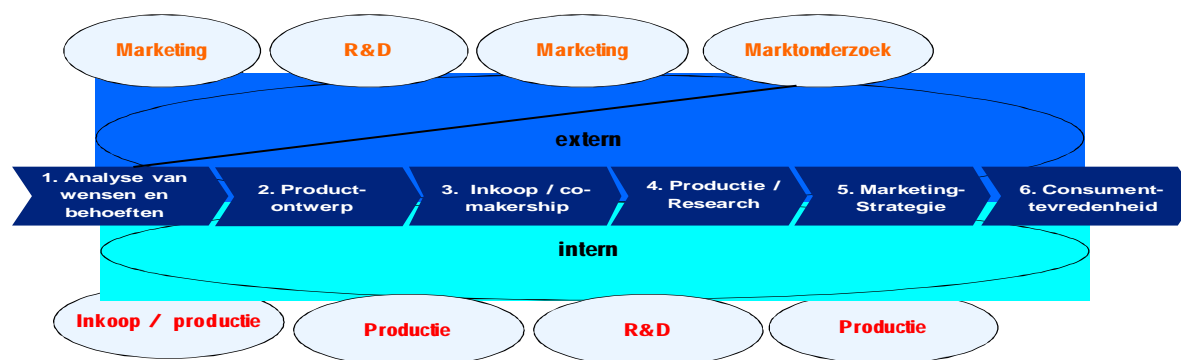 Marketing
R&D
Marketing
Marktonderzoek
extern
1. Analyse van
wensen en
behoeften
2. Product-
ontwerp
3. Inkoop / co-
makership
4. Productie /
Research
5. Marketing-
Strategie
6. Consument-
tevredenheid
intern
Inkoop / productie
Productie
R&D
Productie